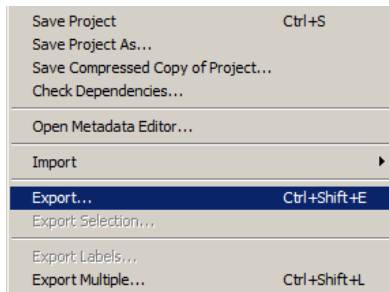 Save Project Ctrl+S
Save Project As...
Save Compressed Copy of Project...
Check Dependencies...
Open Metadata Editor...
Import
Export... Ctrl+Shift+E
Export Selection...
Export Labels...
Export Multiple... Ctrl+Shift+L